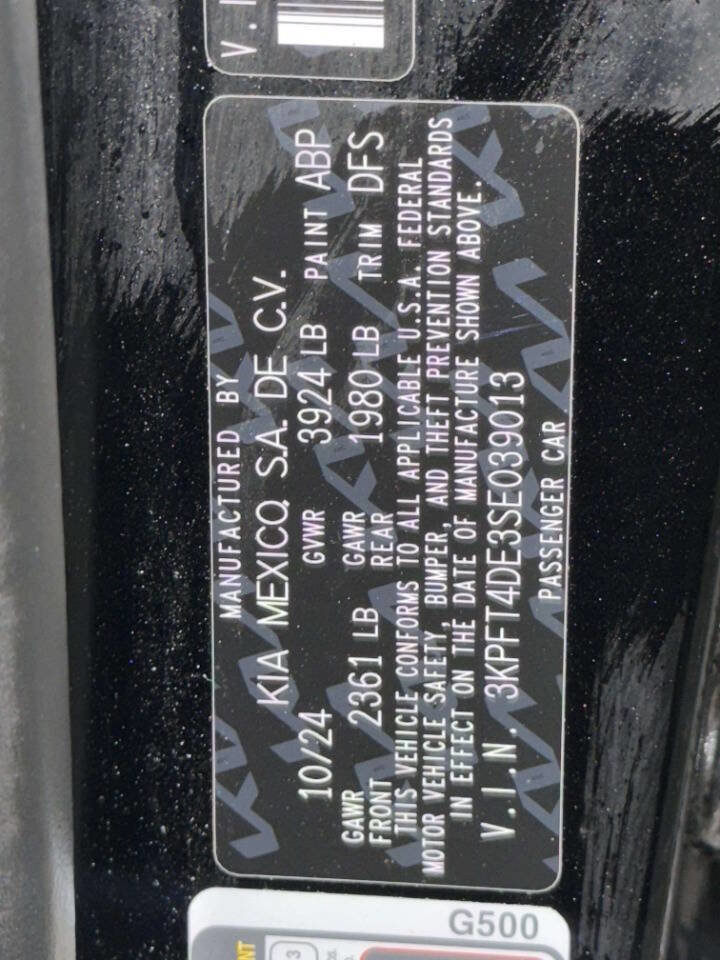 V.I
MANUFACTURED BY
KIA MEXICO, S.A. DE C.V.
10/24 GVWR 3924 LB PAINT ABP
GAWR FRONT 2361 LB GAWR REAR 1980 LB TRIM DFS
THIS VEHICLE CONFORMS TO ALL APPLICABLE U.S.A. FEDERAL
MOTOR VEHICLE SAFETY, BUMPER, AND THEFT PREVENTION STANDARDS
IN EFFECT ON THE DATE OF MANUFACTURE SHOWN ABOVE.
V.I.N. 3KPFT4DE3SE039013
PASSENGER CAR
G500
NT
3